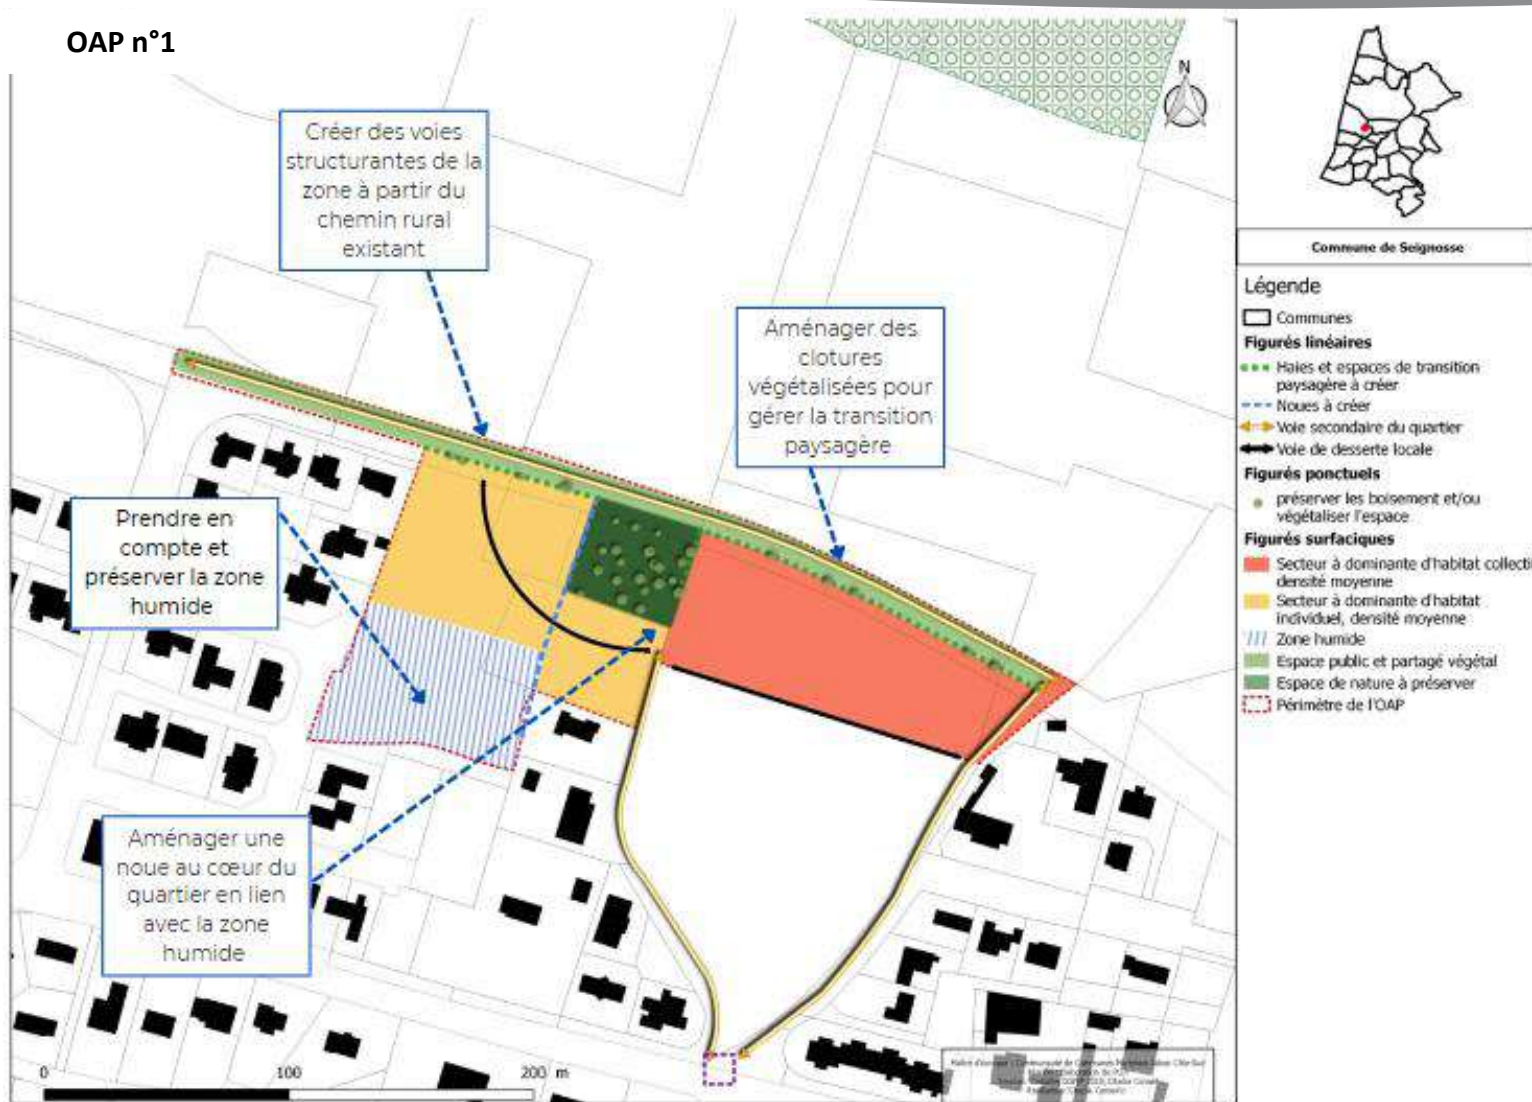 OAP n°1
N
Créer des voies
structurantes de la
zone à partir du
chemin rural
existant
Aménager des
clotures
végétalisées pour
gérer la transition
paysagère
Prendre en
compte et
préserver la zone
humide
Aménager une
noue au cœur du
quartier en lien
avec la zone
humide
0
100
200 m
Commune de Seignosse
Légende
Communes
Figurés linéaires
Haies et espaces de transition
paysagère à créer
Noues à créer
Voie secondaire du quartier
Voie de desserte locale
Figurés ponctuels
préserver les boisement et/ou
végétaliser l'espace
Figurés surfaciques
Secteur à dominante d'habitat collecti
densité moyenne
Secteur à dominante d'habitat
individuel, densité moyenne
Zone humide
Espace public et partagé végétal
Espace de nature à préserver
Périmètre de l'OAP